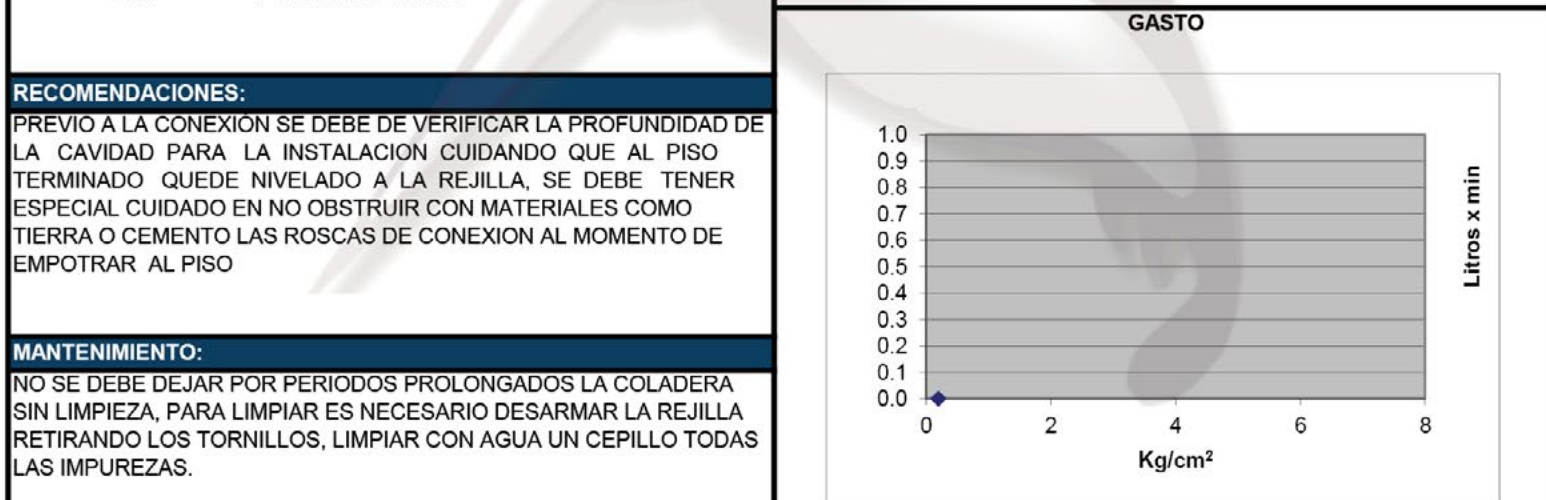 RECOMENDACIONES:
PREVIO A LA CONEXIÓN SE DEBE DE VERIFICAR LA PROFUNDIDAD DE
LA CAVIDAD PARA LA INSTALACION CUIDANDO QUE AL PISO
TERMINADO QUEDE NIVELADO A LA REJILLA, SE DEBE TENER
ESPECIAL CUIDADO EN NO OBSTRUIR CON MATERIALES COMO
TIERRA O CEMENTO LAS ROSCAS DE CONEXION AL MOMENTO DE
EMPOTRAR AL PISO
MANTENIMIENTO:
NO SE DEBE DEJAR POR PERIODOS PROLONGADOS LA COLADERA
SIN LIMPIEZA, PARA LIMPIAR ES NECESARIO DESARMAR LA REJILLA
RETIRANDO LOS TORNILLOS, LIMPIAR CON AGUA UN CEPILLO TODAS
LAS IMPUREZAS.
GASTO
1.0
0.9
0.8
0.7
0.6
0.5
0.4
0.3
0.2
0.1
0.0
0 2 4 6 8
Kg/cm²
Litros x min